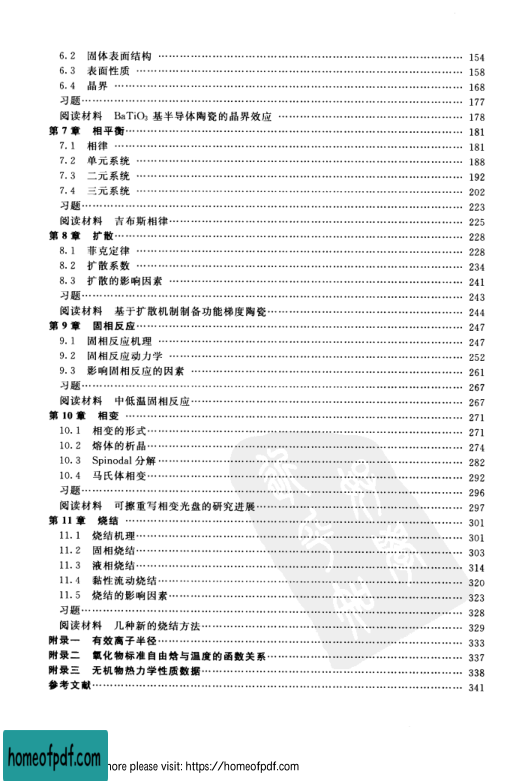 6.2 固体表面结构 …… 154
6.3 表面性质 …… 158
6.4 晶界 …… 168
习题 …… 177
阅读材料 BaTiO₃ 基半导体陶瓷的晶界效应 …… 178
第 7 章 相平衡 …… 181
7.1 相律 …… 181
7.2 单元系统 …… 188
7.3 二元系统 …… 192
7.4 三元系统 …… 202
习题 …… 223
阅读材料 吉布斯相律 …… 225
第 8 章 扩散 …… 228
8.1 菲克定律 …… 228
8.2 扩散系数 …… 234
8.3 扩散的影响因素 …… 241
习题 …… 243
阅读材料 基于扩散机制制备功能梯度陶瓷 …… 244
第 9 章 固相反应 …… 247
9.1 固相反应机理 …… 247
9.2 固相反应动力学 …… 252
9.3 影响固相反应的因素 …… 261
习题 …… 267
阅读材料 中低温固相反应 …… 267
第 10 章 相变 …… 271
10.1 相变的形式 …… 271
10.2 熔体的析晶 …… 274
10.3 Spinodal 分解 …… 282
10.4 马氏体相变 …… 292
习题 …… 296
阅读材料 可擦重写相变光盘的研究进展 …… 297
第 11 章 烧结 …… 301
11.1 烧结机理 …… 301
11.2 固相烧结 …… 303
11.3 液相烧结 …… 314
11.4 黏性流动烧结 …… 320
11.5 烧结的影响因素 …… 323
习题 …… 328
阅读材料 几种新的烧结方法 …… 329
附录一 有效离子半径 …… 333
附录二 氧化物标准自由焓与温度的函数关系 …… 337
附录三 无机物热力学性质数据 …… 338
参考文献 …… 341
homeofpdf.com
more please visit: https://homeofpdf.com